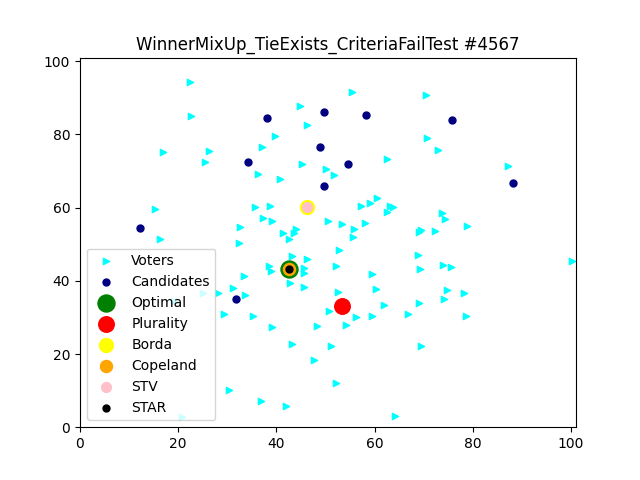 WinnerMixUp_TieExists_CriteriaFailTest #4567
100
80
60
40
20
0
Voters
Candidates
Optimal
Plurality
Borda
Copeland
STV
STAR
0 20 40 60 80 100